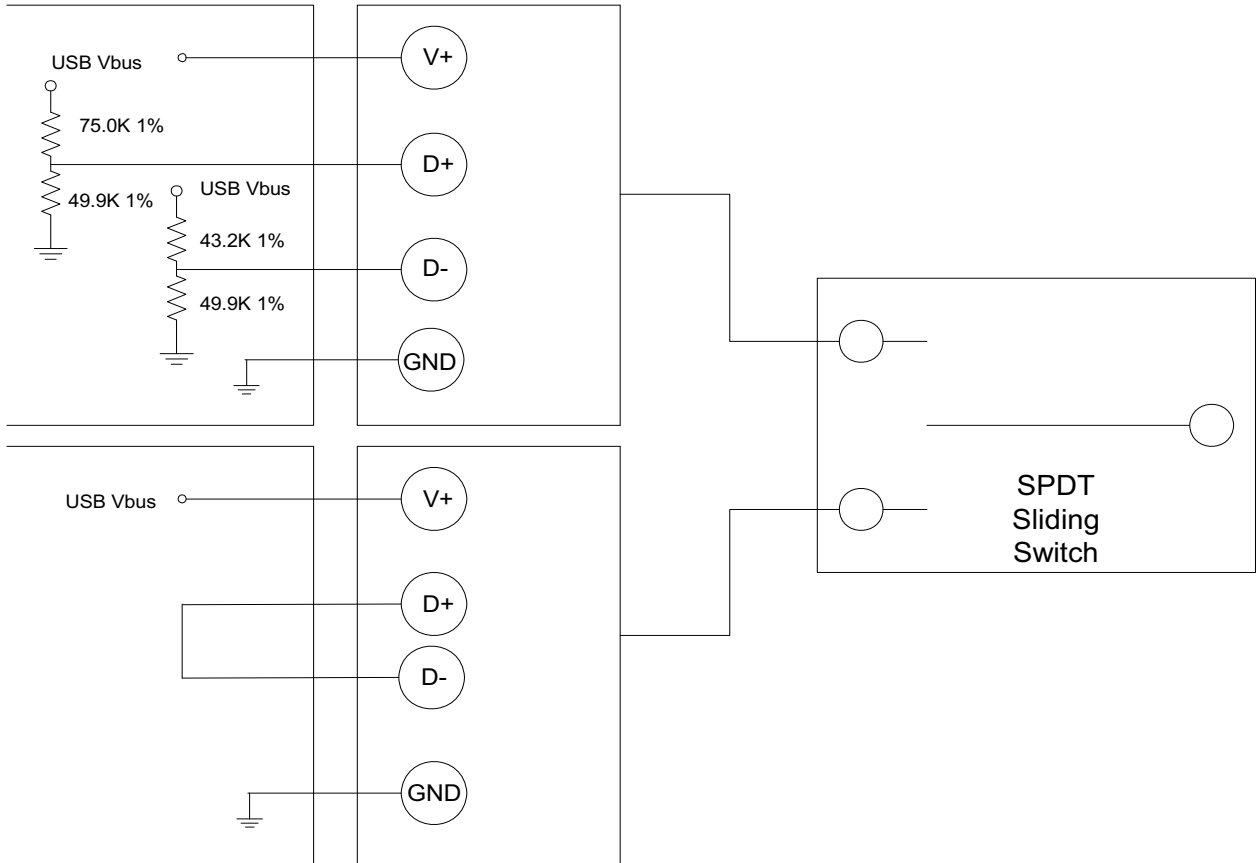 USB Vbus
V+
75.0K 1%
D+
49.9K 1%
USB Vbus
43.2K 1%
D-
49.9K 1%
GND
USB Vbus
V+
D+
D-
GND
SPDT
Sliding
Switch